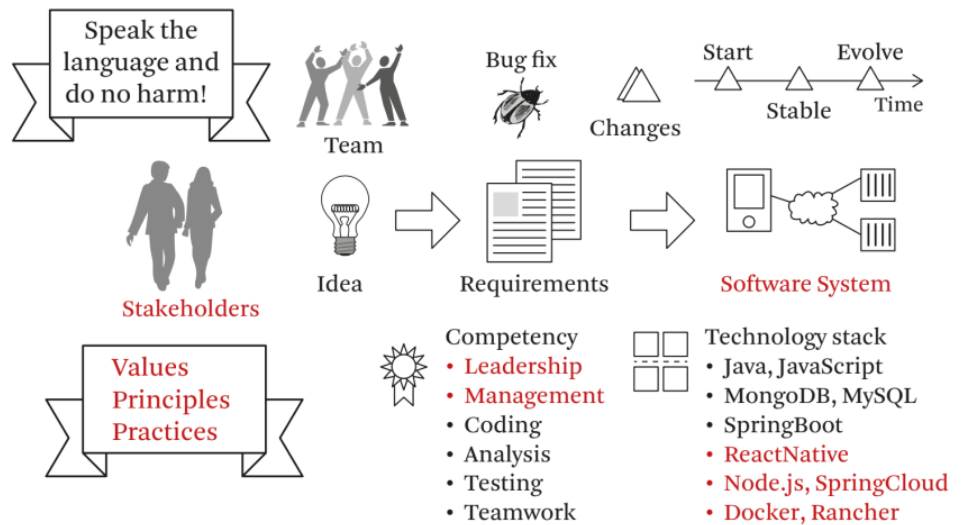 Speak the
language and
do no harm!
Team
Bug fix
Changes
Start
Evolve
Stable
Time
Stakeholders
Idea
Requirements
Software System
Values
Principles
Practices
Competency
• Leadership
• Management
• Coding
• Analysis
• Testing
• Teamwork
Technology stack
• Java, JavaScript
• MongoDB, MySQL
• SpringBoot
• ReactNative
• Node.js, SpringCloud
• Docker, Rancher